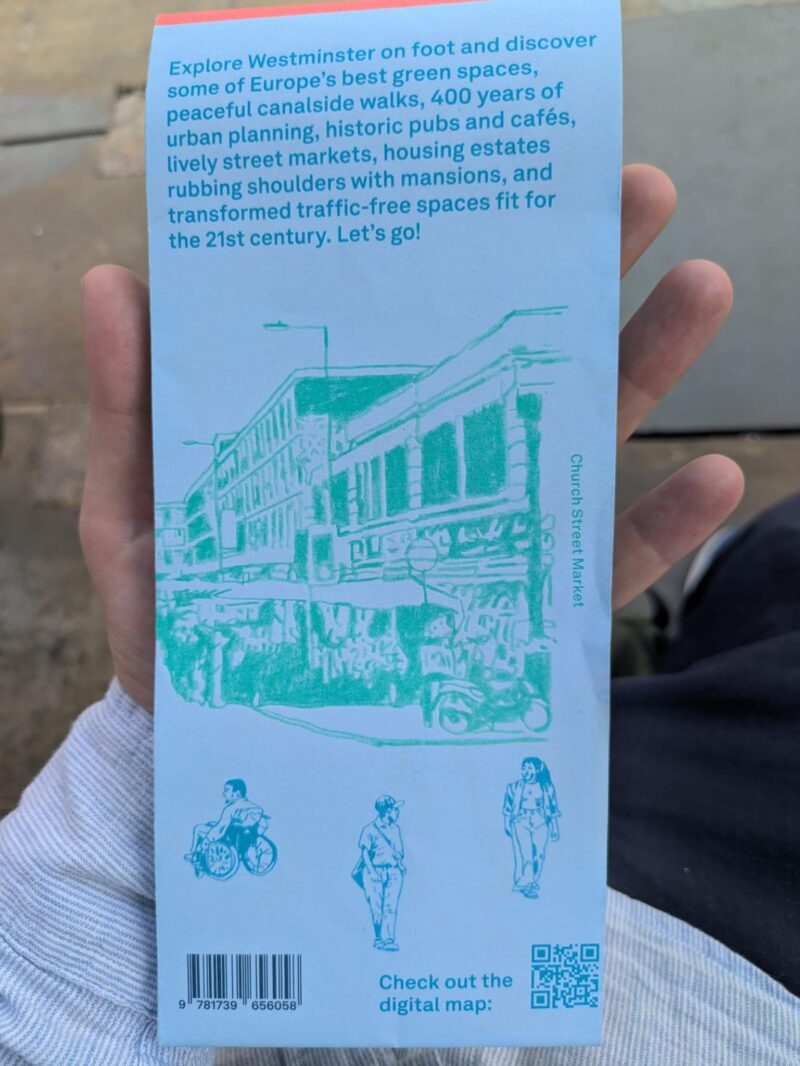 Explore Westminster on foot and discover
some of Europe's best green spaces,
peaceful canalside walks, 400 years of
urban planning, historic pubs and cafés,
lively street markets, housing estates
rubbing shoulders with mansions, and
transformed traffic-free spaces fit for
the 21st century. Let's go!
Church Street Market
9 781739 656058
Check out the
digital map: